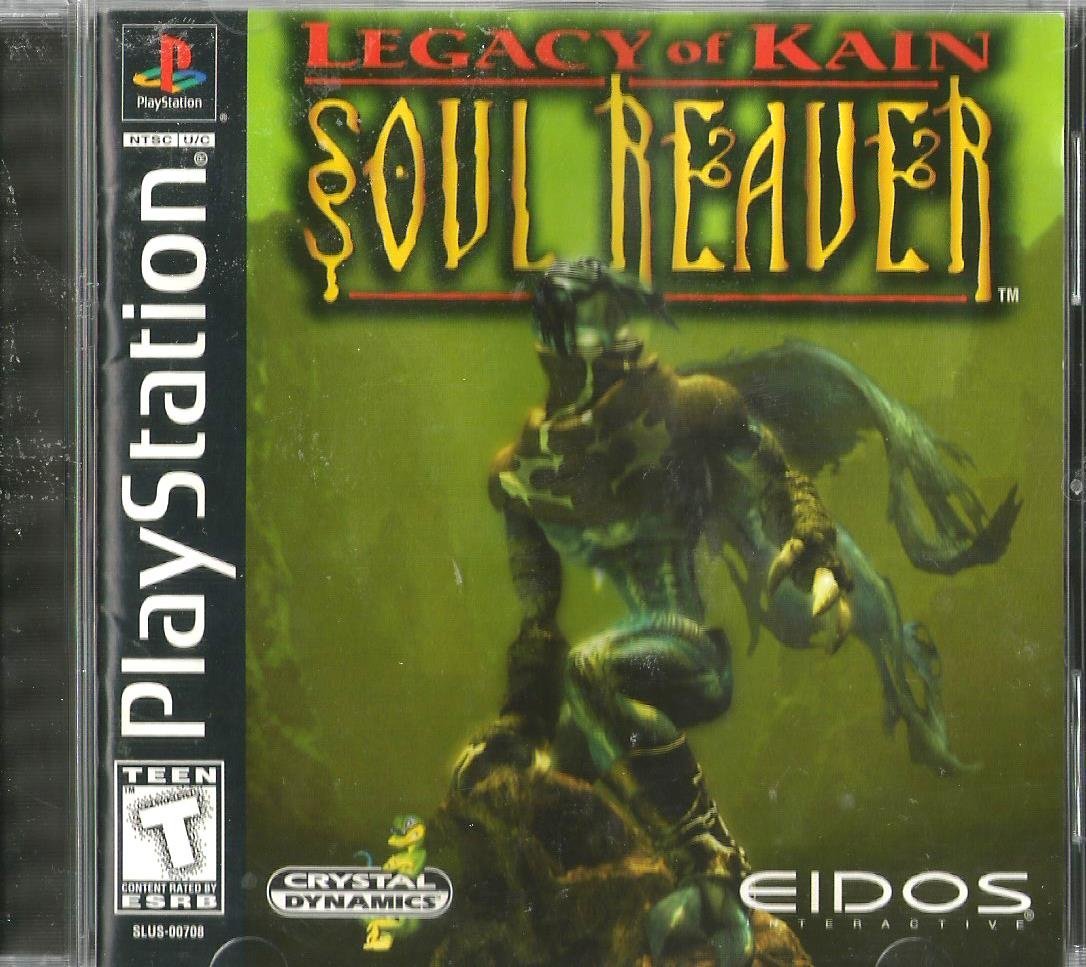 PlayStation
®
NTSC U/C
PlayStation®
TEEN
™
T
CONTENT RATED BY
ESRB
SLUS-00708
LEGACY of KAIN
SOUL REAVER
™
CRYSTAL
DYNAMICS
EIDOS
®